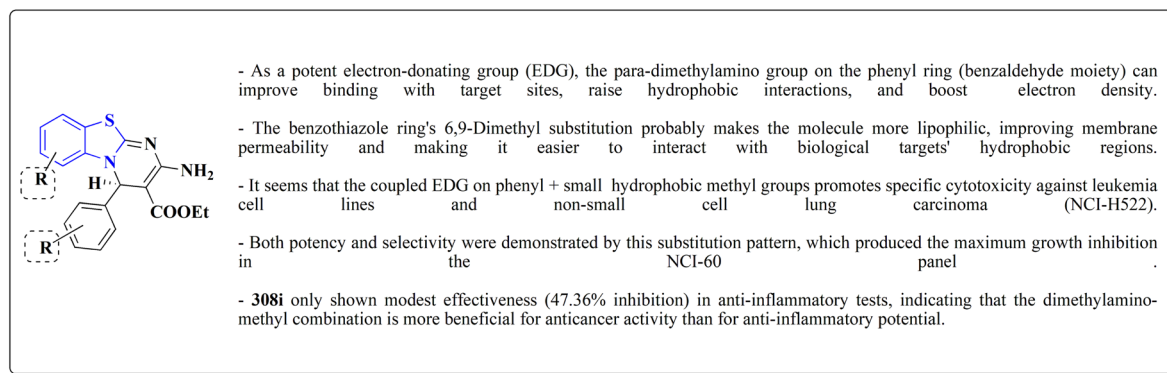 - As a potent electron-donating group (EDG), the para-dimethylamino group on the phenyl ring (benzaldehyde moiety) can
improve binding with target sites, raise hydrophobic interactions, and boost electron density.
- The benzothiazole ring's 6,9-Dimethyl substitution probably makes the molecule more lipophilic, improving membrane
permeability and making it easier to interact with biological targets' hydrophobic regions.
- It seems that the coupled EDG on phenyl + small hydrophobic methyl groups promotes specific cytotoxicity against leukemia
cell lines and non-small cell lung carcinoma (NCI-H522).
- Both potency and selectivity were demonstrated by this substitution pattern, which produced the maximum growth inhibition
in the NCI-60 panel .
- 308i only shown modest effectiveness (47.36% inhibition) in anti-inflammatory tests, indicating that the dimethylamino-
methyl combination is more beneficial for anticancer activity than for anti-inflammatory potential.
S
N
N
NH₂
R
H
COOEt
R